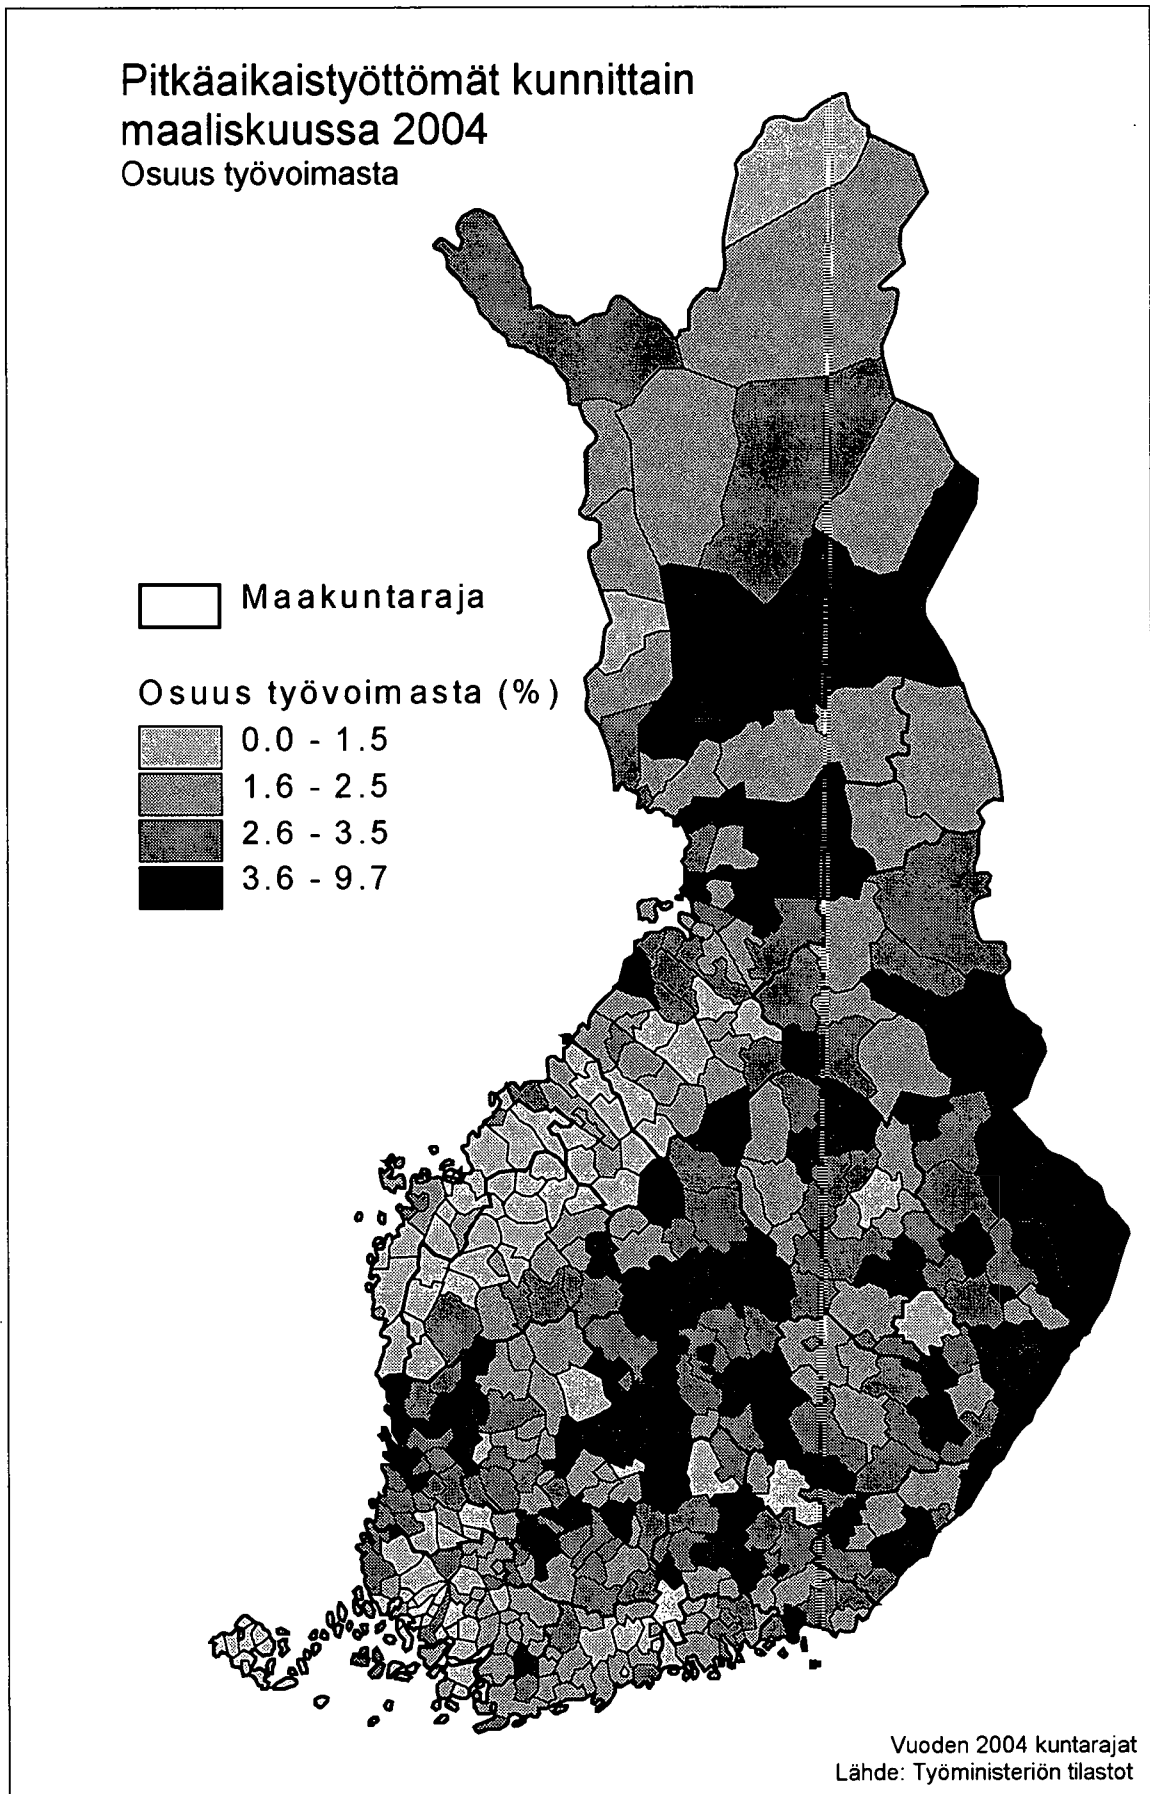 Pitkäaikaistyöttömät kunnittain
maaliskuussa 2004
Osuus työvoimasta
Maakuntaraja
Osuus työvoimasta (%)
0.0 - 1.5
1.6 - 2.5
2.6 - 3.5
3.6 - 9.7
Vuoden 2004 kuntarajat
Lähde: Työministeriön tilastot